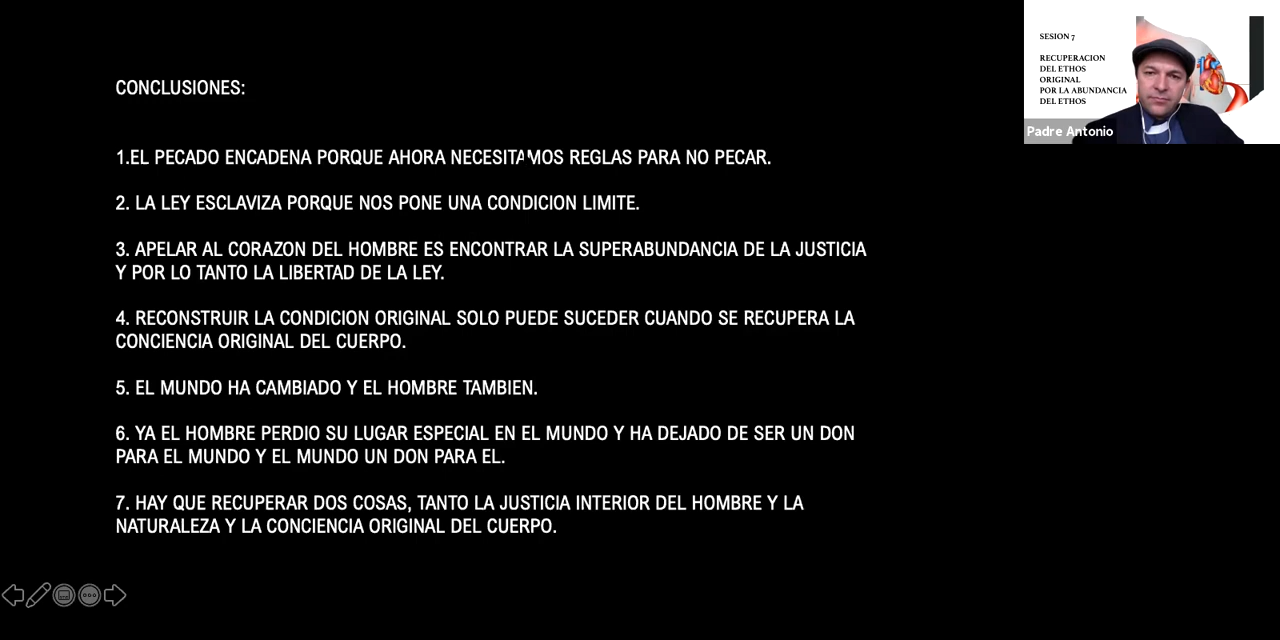 CONCLUSIONES:
1.EL PECADO ENCADENA PORQUE AHORA NECESITAMOS REGLAS PARA NO PECAR.
2. LA LEY ESCLAVIZA PORQUE NOS PONE UNA CONDICION LIMITE.
3. APELAR AL CORAZON DEL HOMBRE ES ENCONTRAR LA SUPERABUNDANCIA DE LA JUSTICIA
Y POR LO TANTO LA LIBERTAD DE LA LEY.
4. RECONSTRUIR LA CONDICION ORIGINAL SOLO PUEDE SUCEDER CUANDO SE RECUPERA LA
CONCIENCIA ORIGINAL DEL CUERPO.
5. EL MUNDO HA CAMBIADO Y EL HOMBRE TAMBIEN.
6. YA EL HOMBRE PERDIO SU LUGAR ESPECIAL EN EL MUNDO Y HA DEJADO DE SER UN DON
PARA EL MUNDO Y EL MUNDO UN DON PARA EL.
7. HAY QUE RECUPERAR DOS COSAS, TANTO LA JUSTICIA INTERIOR DEL HOMBRE Y LA
NATURALEZA Y LA CONCIENCIA ORIGINAL DEL CUERPO.
SESION 7
RECUPERACION
DEL ETHOS
ORIGINAL
POR LA ABUNDANCIA
DEL ETHOS
Padre Antonio